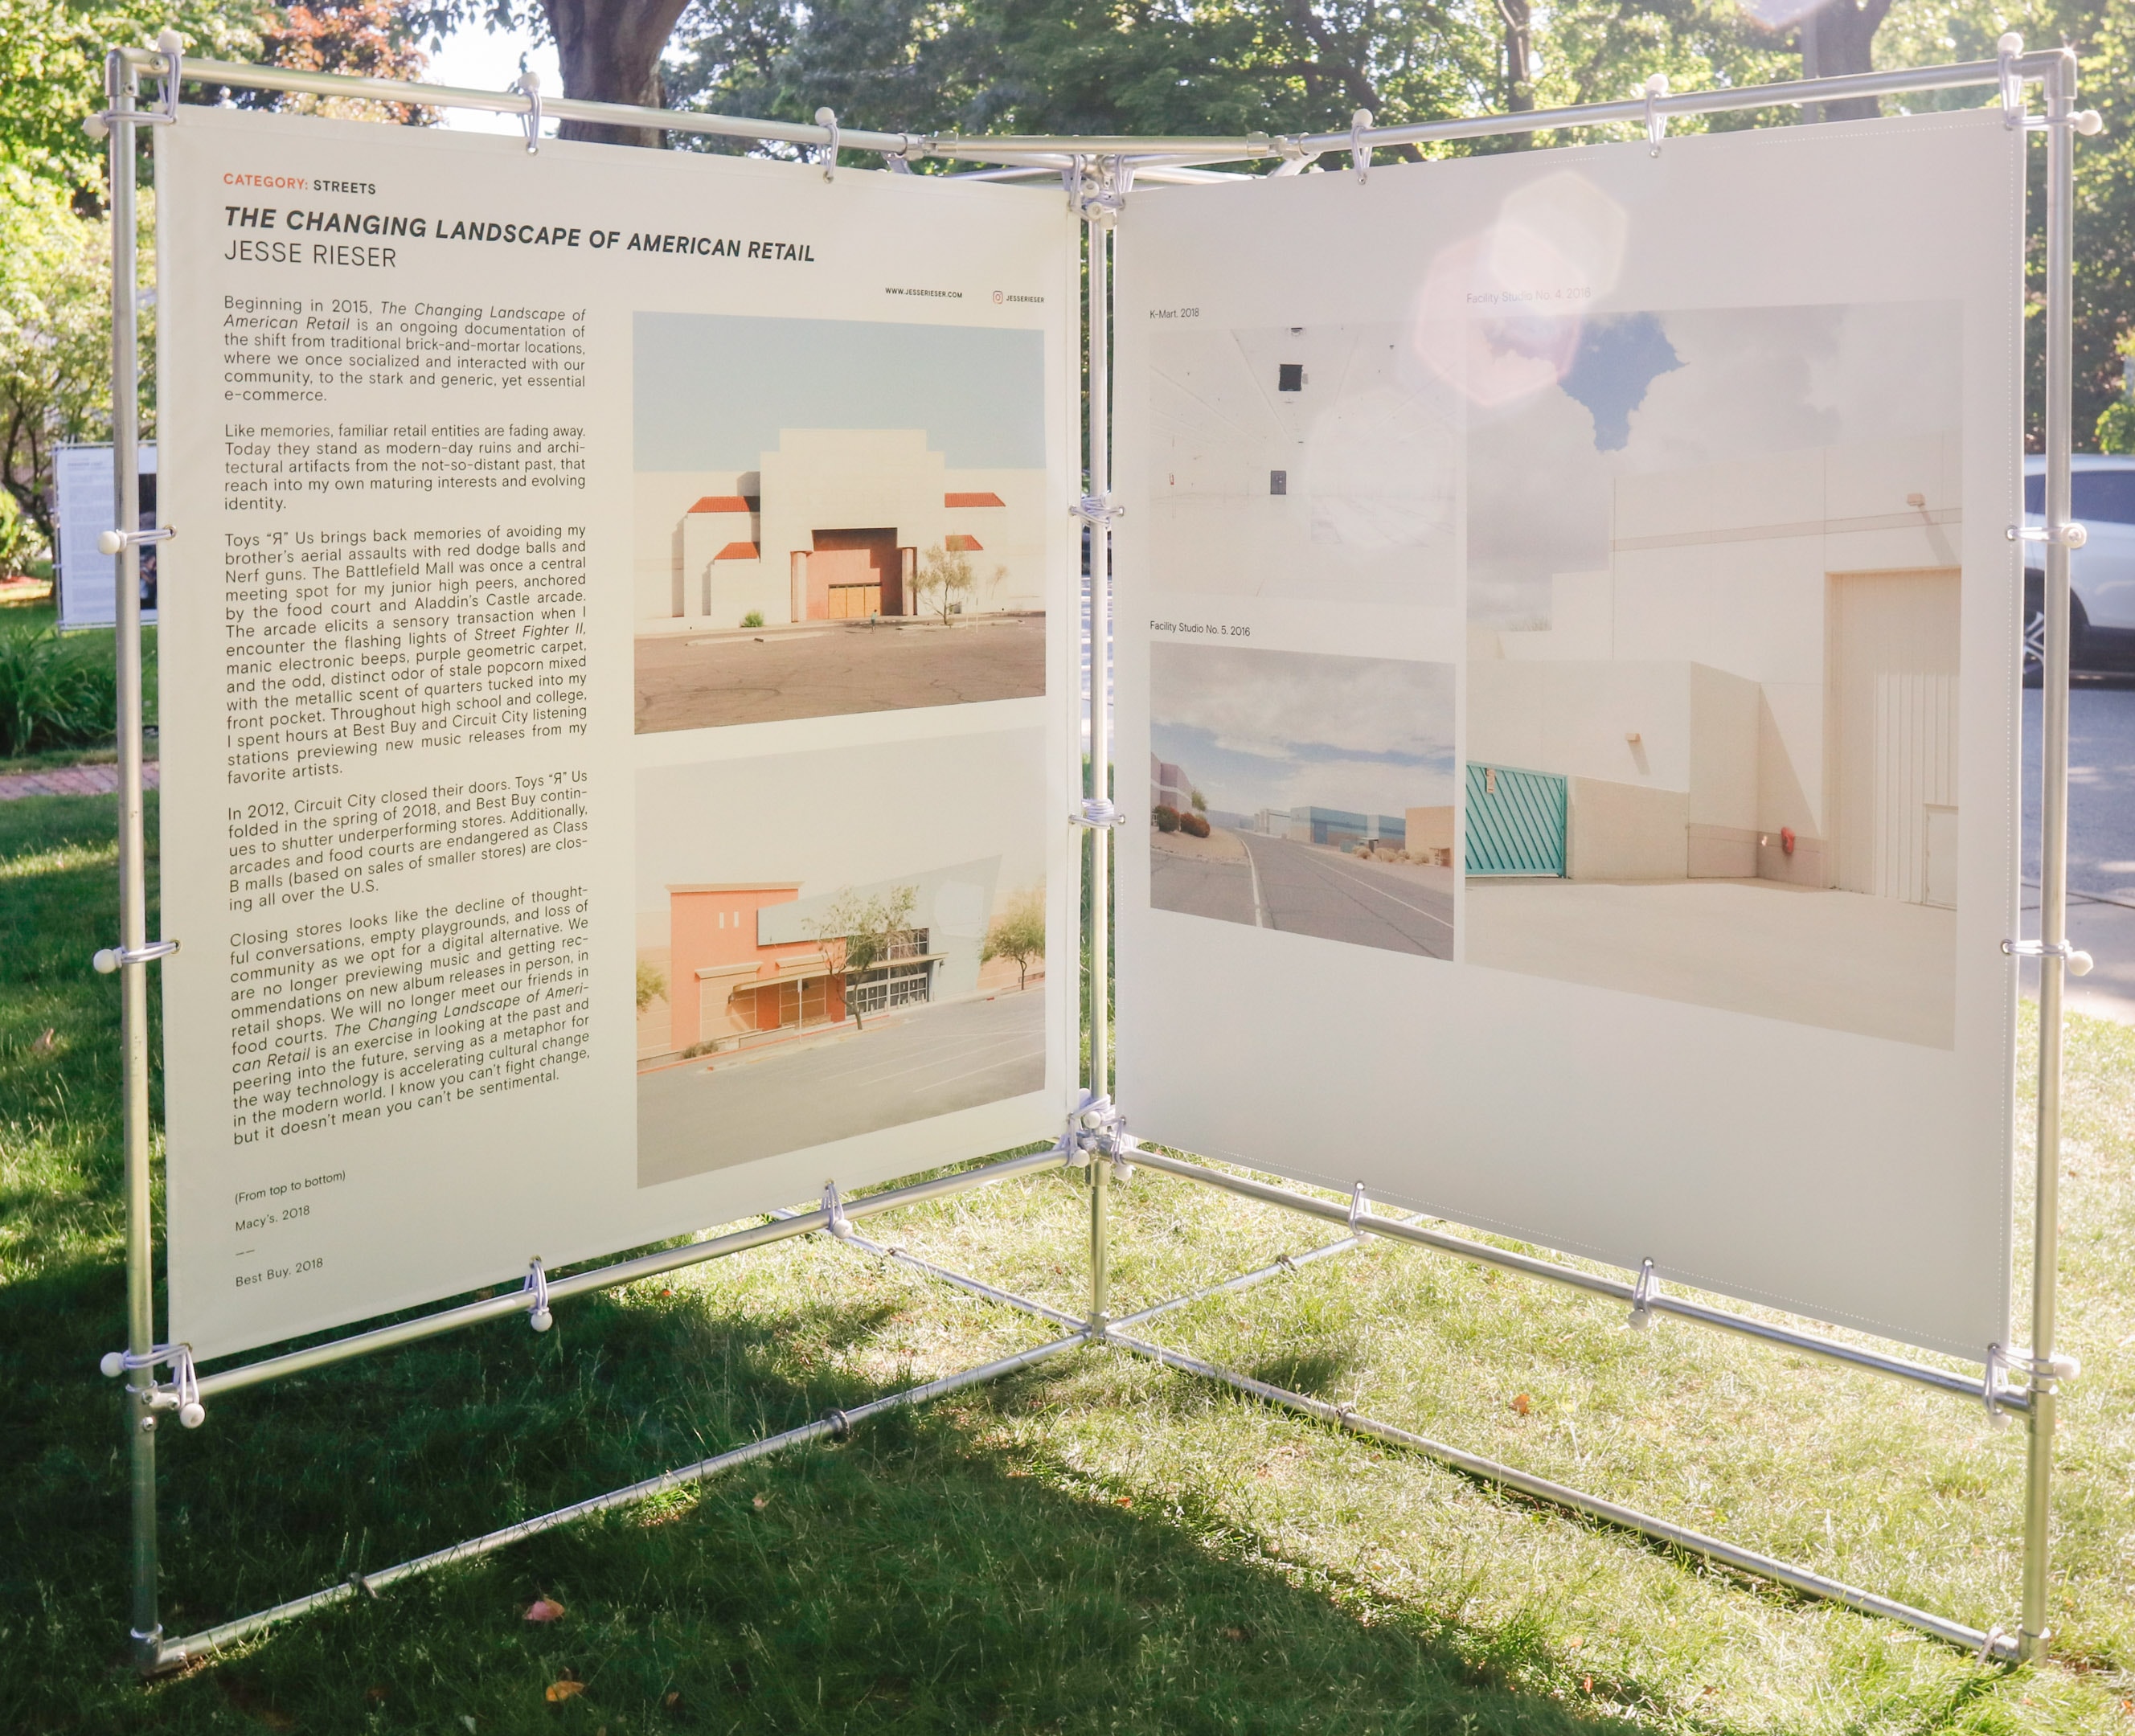 CATEGORY: STREETS
THE CHANGING LANDSCAPE OF AMERICAN RETAIL
JESSE RIESER
WWW.JESSERIESER.COM JESSERIESER
Beginning in 2015, The Changing Landscape of
American Retail is an ongoing documentation of
the shift from traditional brick-and-mortar locations,
where we once socialized and interacted with our
community, to the stark and generic, yet essential
e-commerce.
Like memories, familiar retail entities are fading away.
Today they stand as modern-day ruins and archi-
tectural artifacts from the not-so-distant past, that
reach into my own maturing interests and evolving
identity.
Toys “Я” Us brings back memories of avoiding my
brother’s aerial assaults with red dodge balls and
Nerf guns. The Battlefield Mall was once a central
meeting spot for my junior high peers, anchored
by the food court and Aladdin’s Castle arcade.
The arcade elicits a sensory transaction when I
encounter the flashing lights of Street Fighter II,
manic electronic beeps, purple geometric carpet,
and the odd, distinct odor of stale popcorn mixed
with the metallic scent of quarters tucked into my
front pocket. Throughout high school and college,
I spent hours at Best Buy and Circuit City listening
stations previewing new music releases from my
favorite artists.
In 2012, Circuit City closed their doors. Toys “Я” Us
folded in the spring of 2018, and Best Buy contin-
ues to shutter underperforming stores. Additionally,
arcades and food courts are endangered as Class
B malls (based on sales of smaller stores) are clos-
ing all over the U.S.
Closing stores looks like the decline of thought-
ful conversations, empty playgrounds, and loss of
community as we opt for a digital alternative. We
are no longer previewing music and getting rec-
ommendations on new album releases in person, in
retail shops. We will no longer meet our friends in
food courts. The Changing Landscape of Ameri-
can Retail is an exercise in looking at the past and
peering into the future, serving as a metaphor for
the way technology is accelerating cultural change
in the modern world. I know you can’t fight change,
but it doesn’t mean you can’t be sentimental.
(From top to bottom)
Macy’s. 2018
——
Best Buy. 2018
K-Mart. 2018
Facility Studio No. 4. 2016
Facility Studio No. 5. 2016